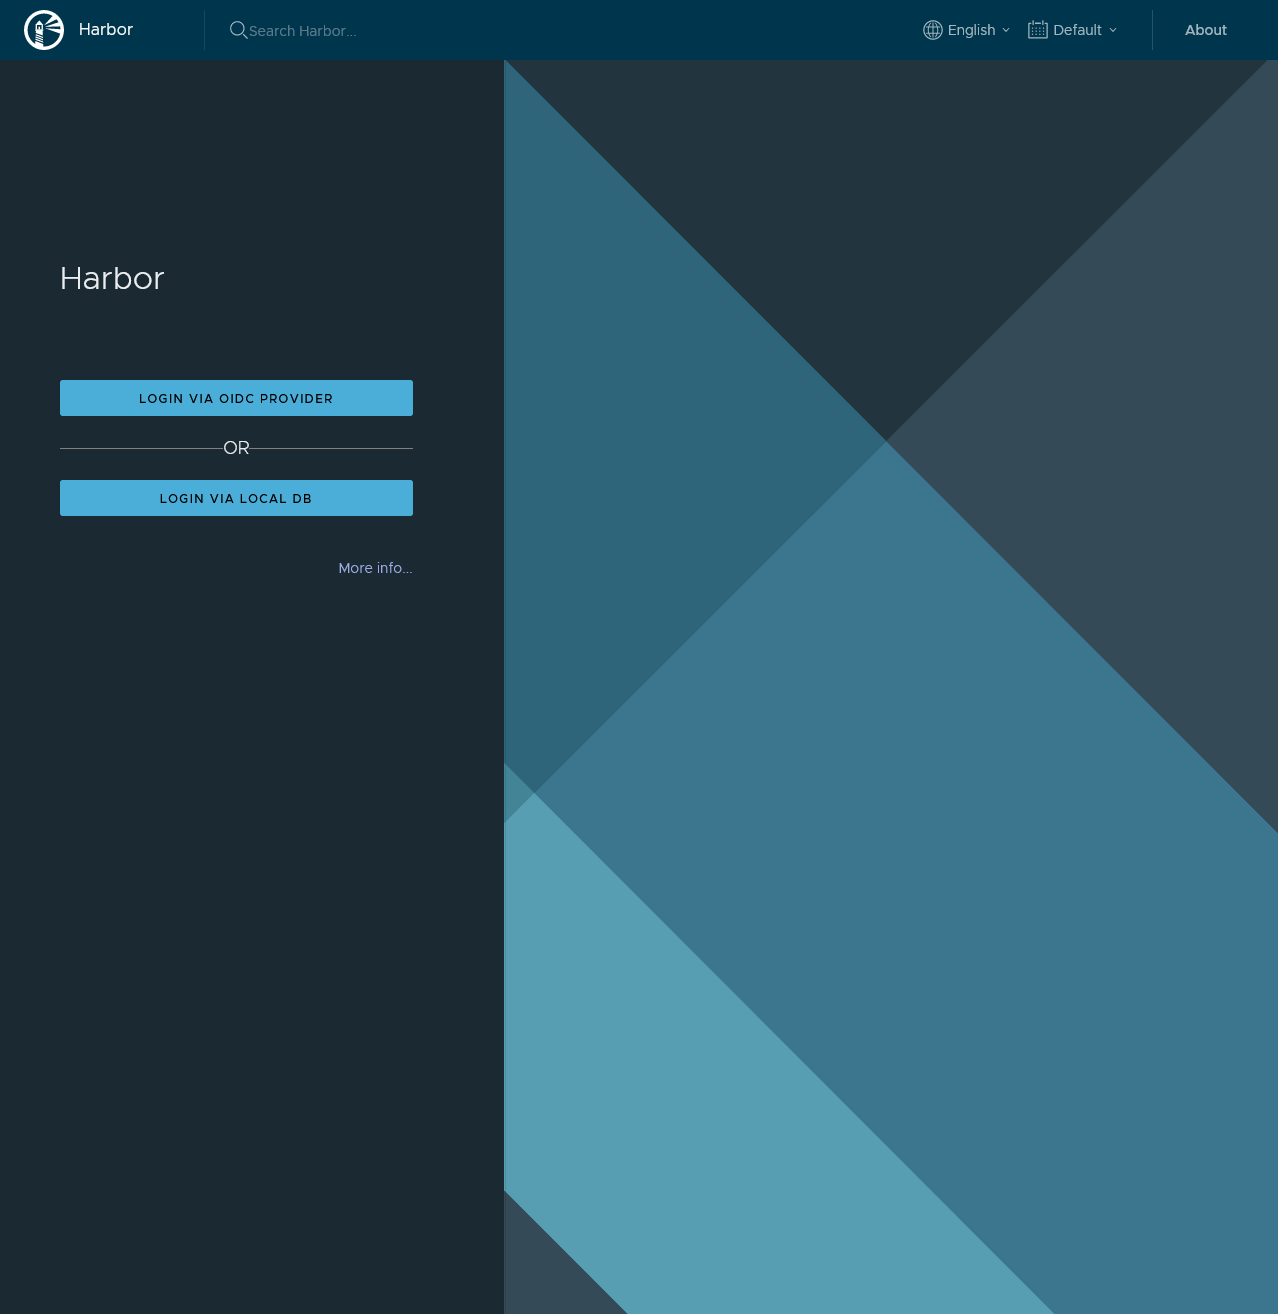 Harbor
Search Harbor...
English
Default
About
Harbor
LOGIN VIA OIDC PROVIDER
OR
LOGIN VIA LOCAL DB
More info...